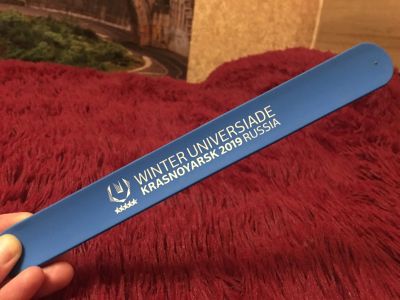 WINTER UNIVERSIADE
KRASNOYARSK 2019 RUSSIA